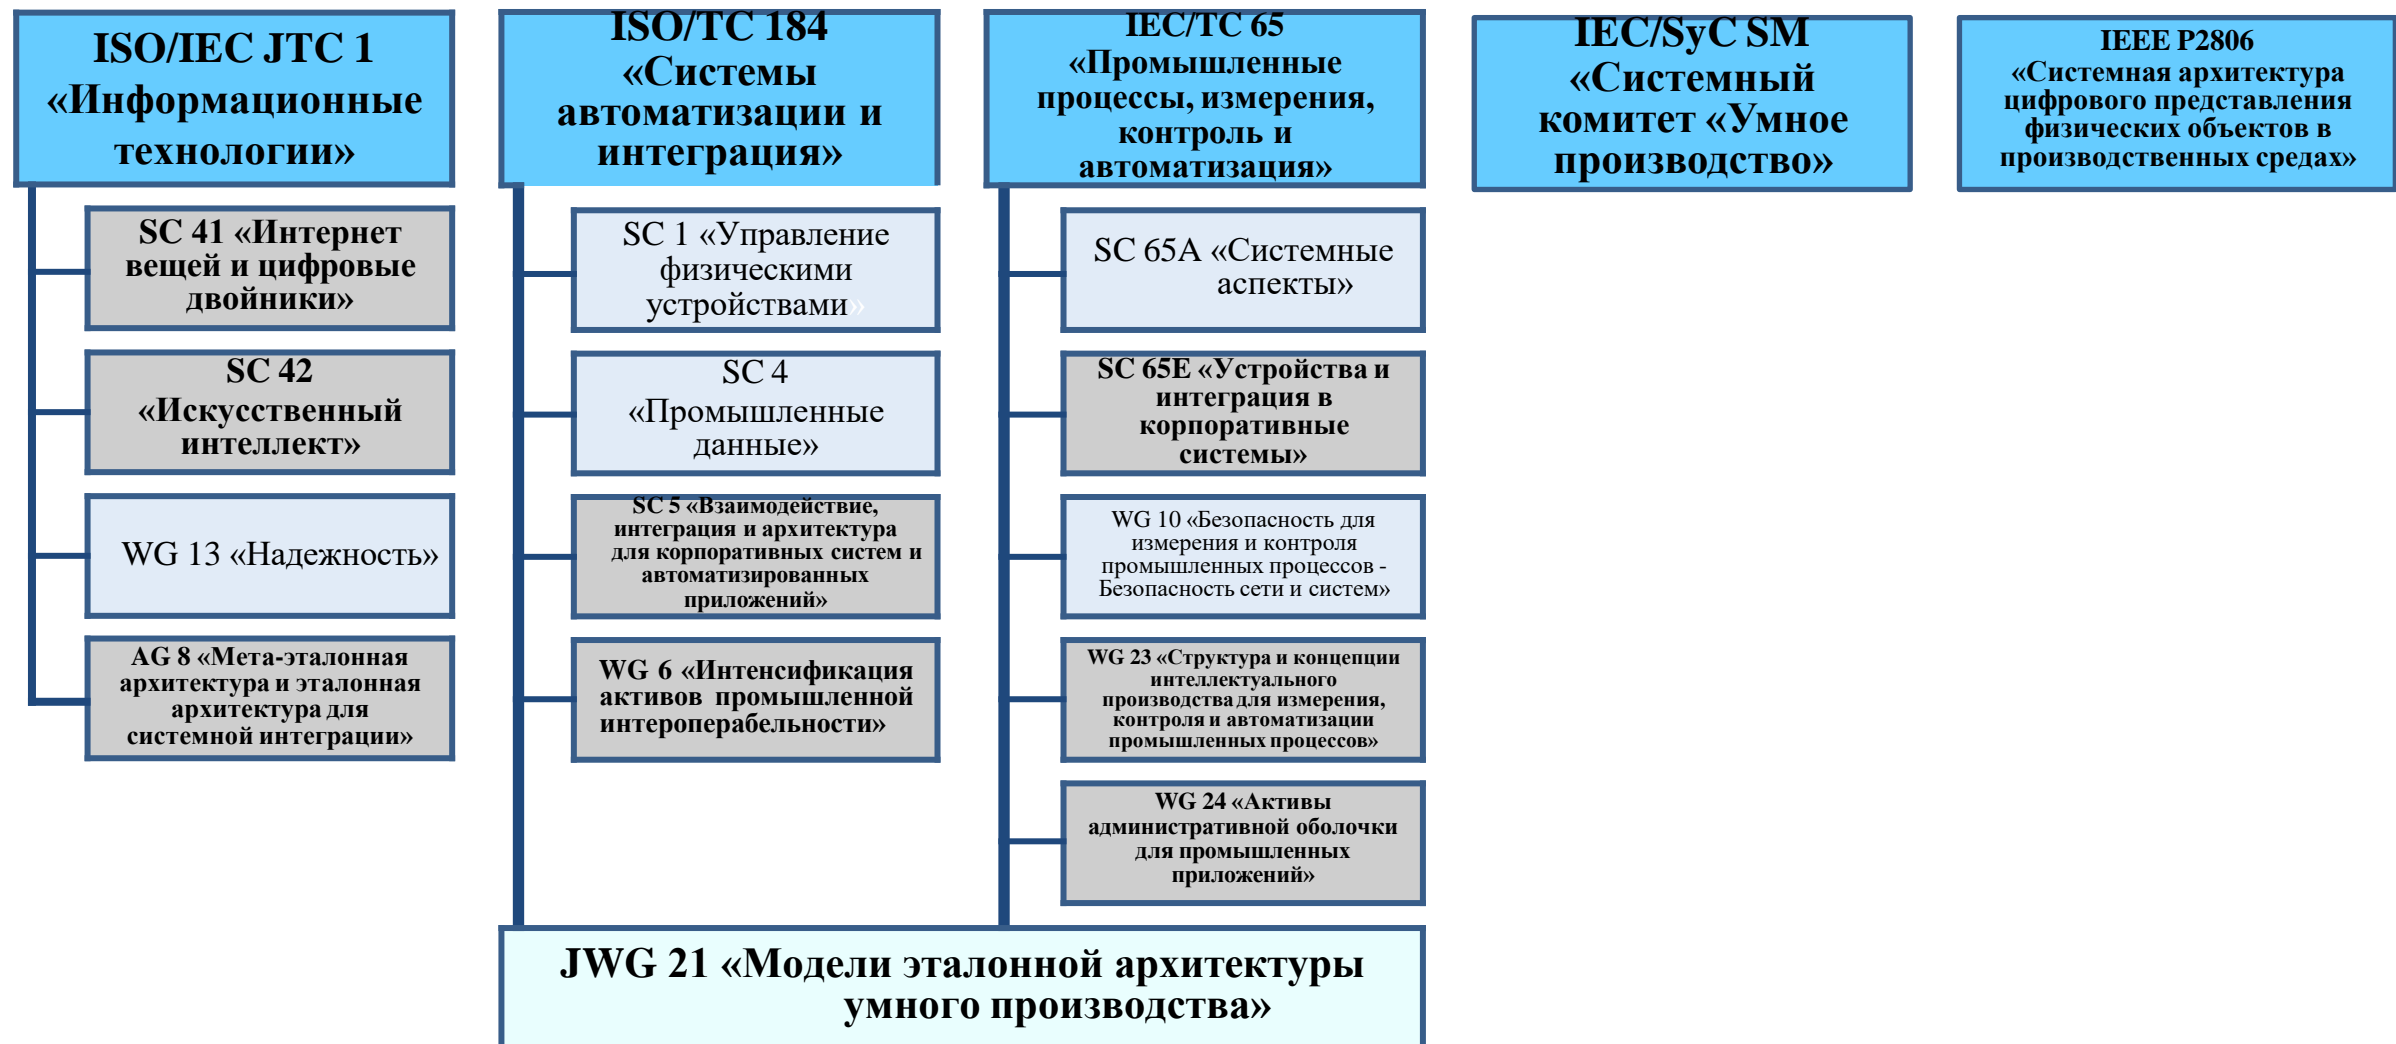 ISO/IEC JTC 1
«Информационные
технологии»
SC 41 «Интернет
вещей и цифровые
двойники»
SC 42
«Искусственный
интеллект»
WG 13 «Надежность»
AG 8 «Мета-эталонная
архитектура и эталонная
архитектура для
системной интеграции»
ISO/TC 184
«Системы
автоматизации и
интеграция»
SC 1 «Управление
физическими
устройствами»
SC 4
«Промышленные
данные»
SC 5 «Взаимодействие,
интеграция и архитектура
для корпоративных систем и
автоматизированных
приложений»
WG 6 «Интенсификация
активов промышленной
интероперабельности»
IEC/TC 65
«Промышленные
процессы, измерения,
контроль и
автоматизация»
SC 65A «Системные
аспекты»
SC 65E «Устройства и
интеграция в
корпоративные
системы»
WG 10 «Безопасность для
измерения и контроля
промышленных процессов -
Безопасность сети и систем»
WG 23 «Структура и концепции
интеллектуального
производства для измерения,
контроля и автоматизации
промышленных процессов»
WG 24 «Активы
административной оболочки
для промышленных
приложений»
JWG 21 «Модели эталонной архитектуры
умного производства»
IEC/SyC SM
«Системный
комитет «Умное
производство»
IEEE P2806
«Системная архитектура
цифрового представления
физических объектов в
производственных средах»